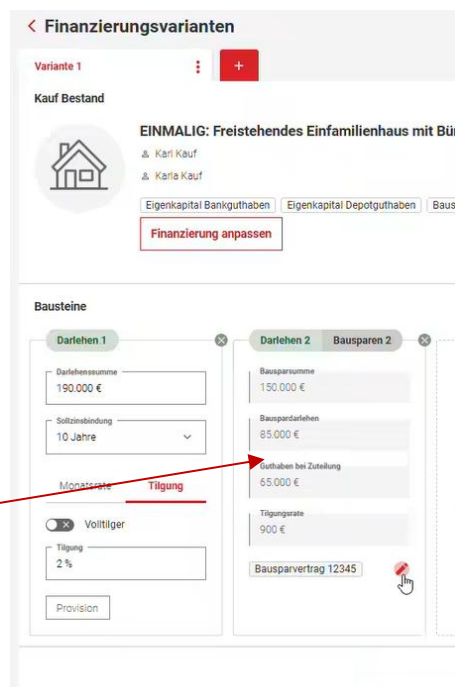 Finanzierungsvarianten
Variante 1
+
Kauf Bestand
EINMALIG: Freistehendes Einfamilienhaus mit Bür
Karl Kauf
Karla Kauf
Eigenkapital Bankguthaben Eigenkapital Depotguthaben Baus
Finanzierung anpassen
Bausteine
Darlehen 1 Darlehen 2 Bausparen 2
Darlehenssumme
190.000 €
Sollzinsbindung
10 Jahre
Monatsrate Tilgung
Volltilger
Tilgung
2 %
Provision
Bausparsumme
150.000 €
Bauspardarlehen
85.000 €
Guthaben bei Zuteilung
65.000 €
Tilgungsrate
900 €
Bausparvertrag 12345